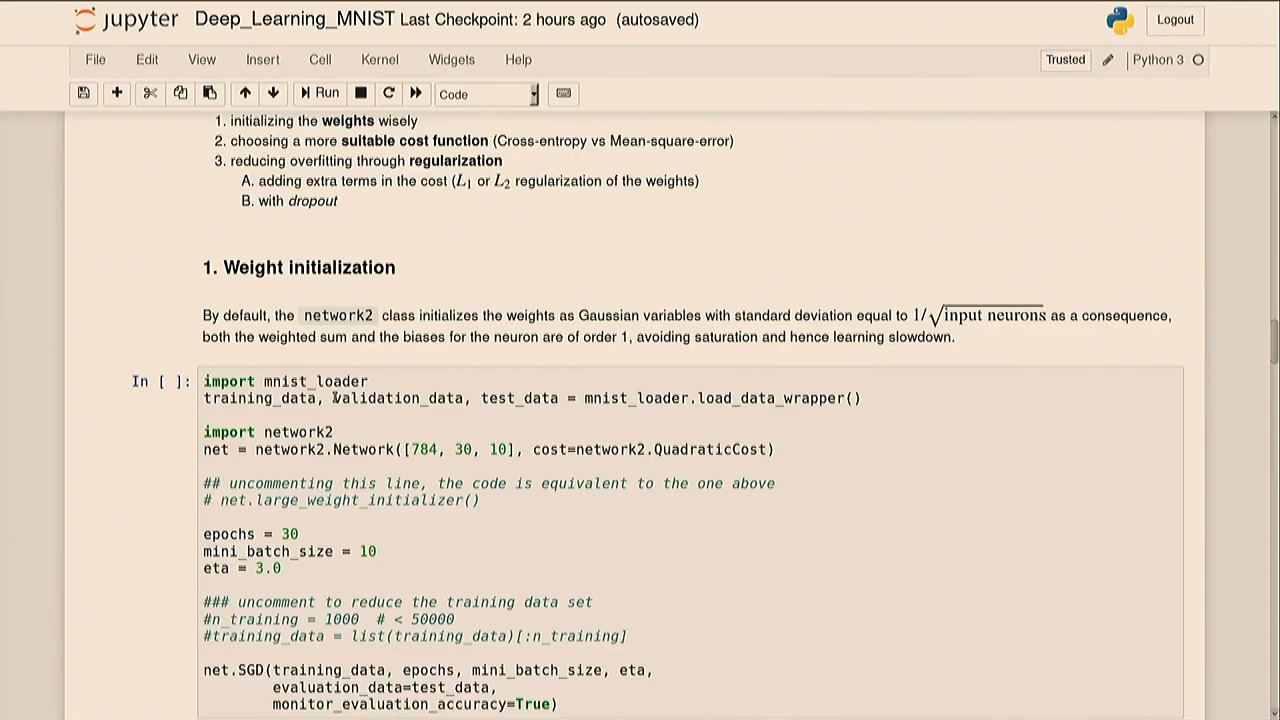 jupyter Deep_Learning_MNIST Last Checkpoint: 2 hours ago (autosaved) Logout
File Edit View Insert Cell Kernel Widgets Help Trusted Python 3
Run Code
1. initializing the weights wisely
2. choosing a more suitable cost function (Cross-entropy vs Mean-square-error)
3. reducing overfitting through regularization
A. adding extra terms in the cost (L₁ or L₂ regularization of the weights)
B. with dropout
1. Weight initialization
By default, the network2 class initializes the weights as Gaussian variables with standard deviation equal to 1/√input neurons as a consequence,
both the weighted sum and the biases for the neuron are of order 1, avoiding saturation and hence learning slowdown.
In [ ]: import mnist_loader
training_data, validation_data, test_data = mnist_loader.load_data_wrapper()
import network2
net = network2.Network([784, 30, 10], cost=network2.QuadraticCost)
## uncommenting this line, the code is equivalent to the one above
# net.large_weight_initializer()
epochs = 30
mini_batch_size = 10
eta = 3.0
### uncomment to reduce the training data set
#n_training = 1000  # < 50000
#training_data = list(training_data)[:n_training]
net.SGD(training_data, epochs, mini_batch_size, eta,
evaluation_data=test_data,
monitor_evaluation_accuracy=True)